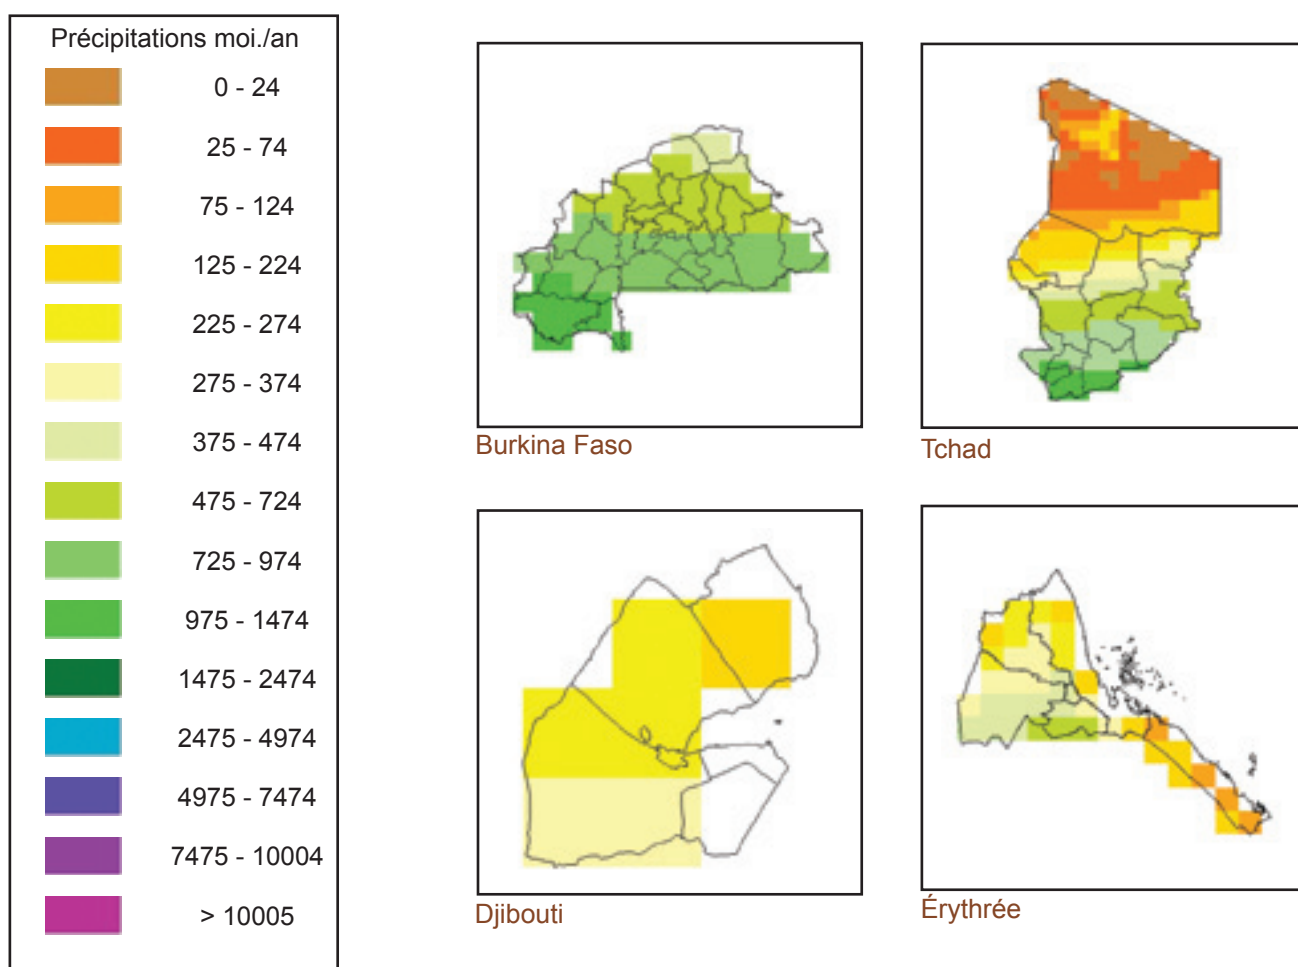 Précipitations moi./an
0 - 24
25 - 74
75 - 124
125 - 224
225 - 274
275 - 374
375 - 474
475 - 724
725 - 974
975 - 1474
1475 - 2474
2475 - 4974
4975 - 7474
7475 - 10004
> 10005
Burkina Faso
Tchad
Djibouti
Érythrée